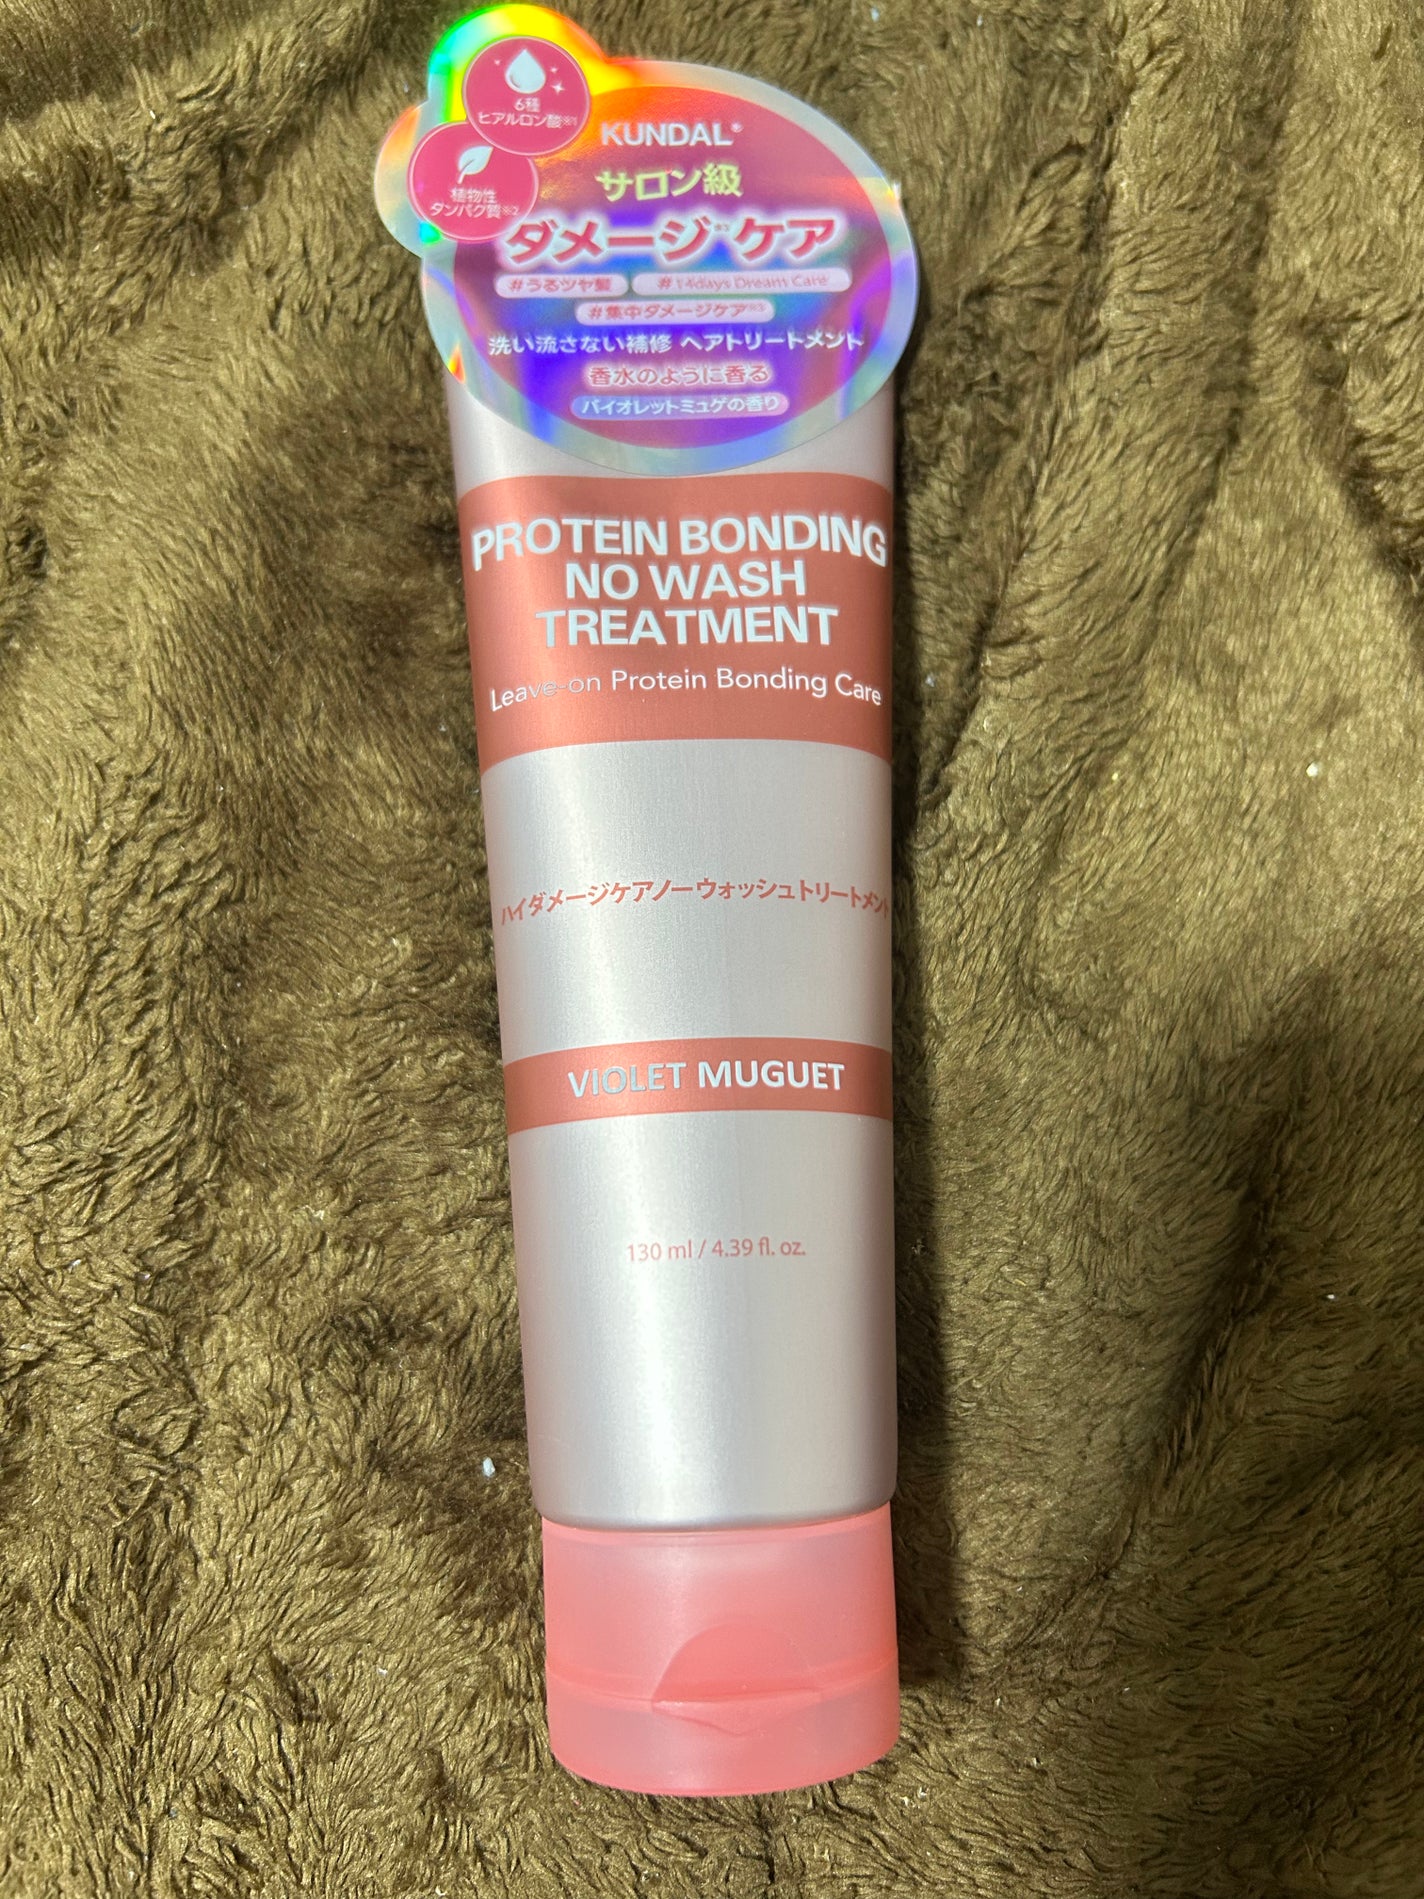 6種
ヒアルロン酸※1
植物性
タンパク質※2
KUNDAL®
サロン級
ダメージ※3ケア
#うるツヤ髪 #14days Dream Care
#集中ダメージケア※3
洗い流さない補修 ヘアトリートメント
香水のように香る
バイオレットミュゲの香り
PROTEIN BONDING
NO WASH
TREATMENT
Leave-on Protein Bonding Care
ハイダメージケアノーウォッシュトリートメント
VIOLET MUGUET
130 ml / 4.39 fl. oz.